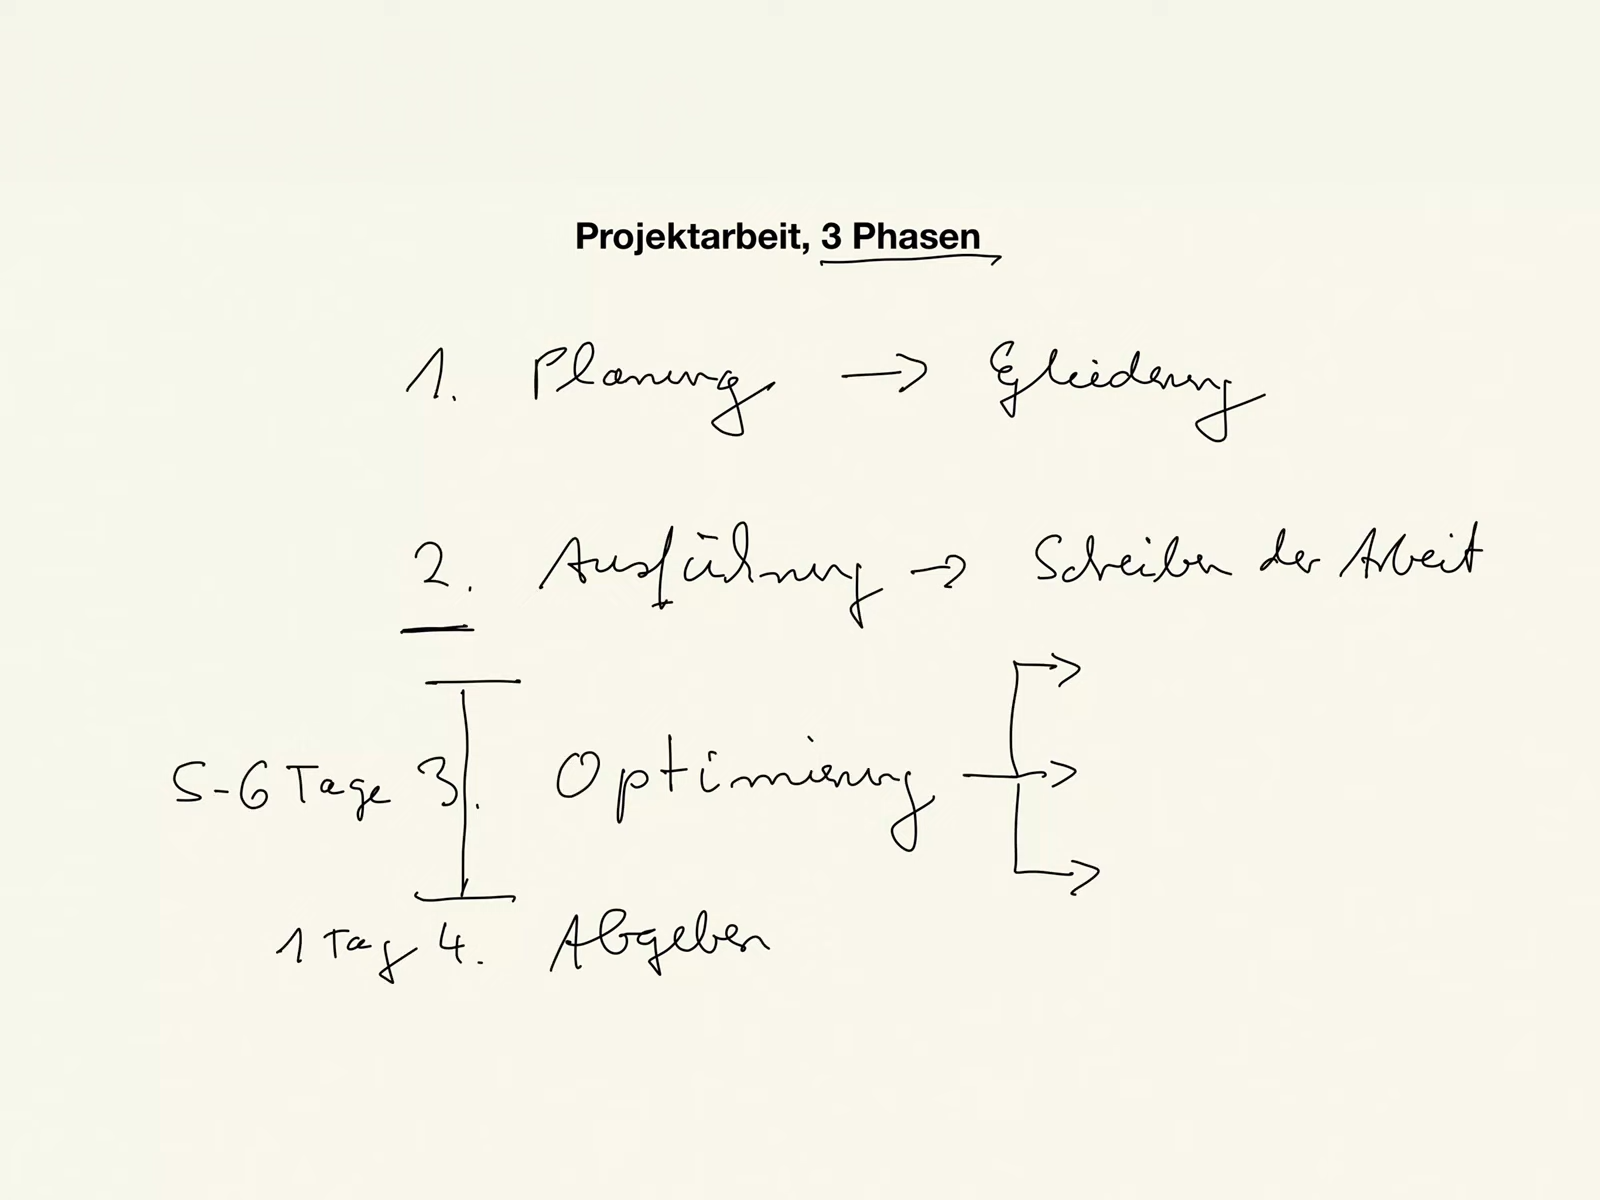 Projektarbeit, 3 Phasen
1. Planung → Gliederung
2. Ausführung → Schreiben der Arbeit
5-6 Tage 3. Optimierung
1 Tag 4. Abgeben